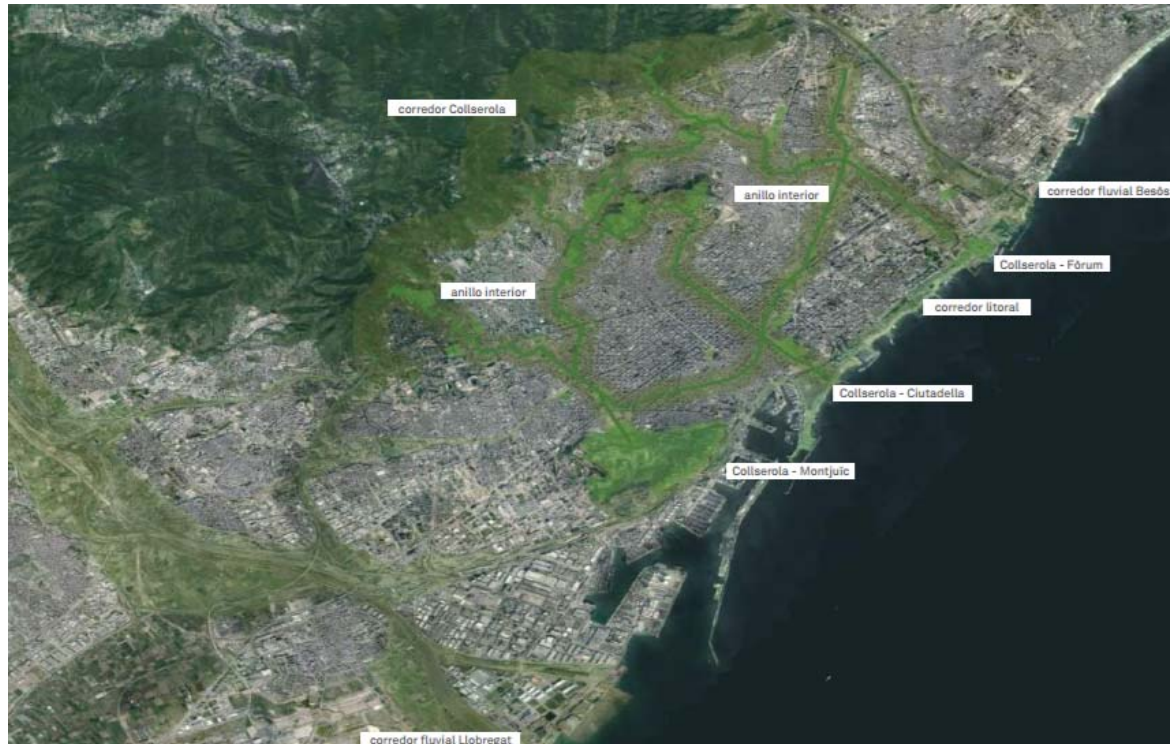 corredor Collserola
anillo interior
corredor fluvial Besòs
Collserola - Fòrum
anillo interior
corredor litoral
Collserola - Ciutadella
Collserola - Montjuïc
corredor fluvial Llobregat